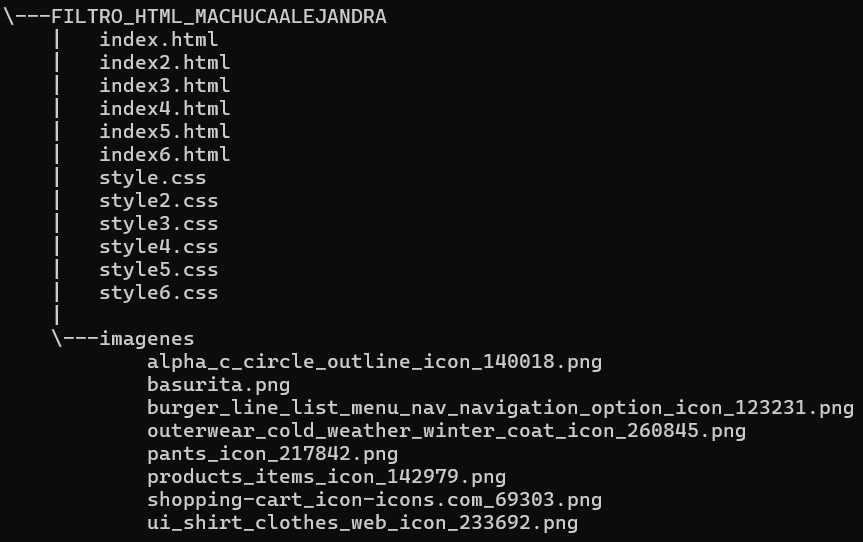 \---FILTRO_HTML_MACHUCAALEJANDRA
    |   index.html
    |   index2.html
    |   index3.html
    |   index4.html
    |   index5.html
    |   index6.html
    |   style.css
    |   style2.css
    |   style3.css
    |   style4.css
    |   style5.css
    |   style6.css
    |
    \---imagenes
            alpha_c_circle_outline_icon_140018.png
            basurita.png
            burger_line_list_menu_nav_navigation_option_icon_123231.png
            outerwear_cold_weather_winter_coat_icon_260845.png
            pants_icon_217842.png
            products_items_icon_142979.png
            shopping-cart_icon-icons.com_69303.png
            ui_shirt_clothes_web_icon_233692.png